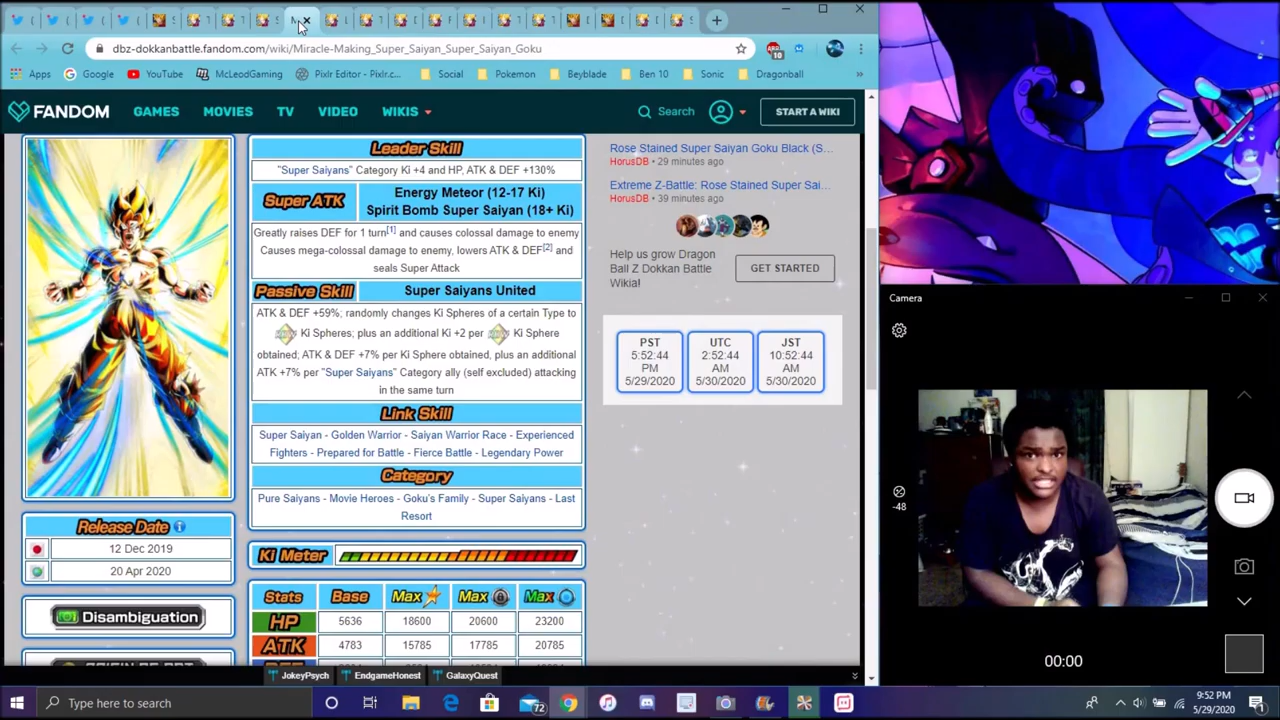 dbz-dokkanbattle.fandom.com/wiki/Miracle-Making_Super_Saiyan_Super_Saiyan_Goku
Apps Google YouTube McLeodGaming Pixlr Editor - Pixlr.c... Social Pokemon Beyblade Ben 10 Sonic Dragonball »
FANDOM GAMES MOVIES TV VIDEO WIKIS Search START A WIKI
Leader Skill
"Super Saiyans" Category Ki +4 and HP, ATK & DEF +130%
Super ATK
Energy Meteor (12-17 Ki)
Spirit Bomb Super Saiyan (18+ Ki)
Greatly raises DEF for 1 turn[1] and causes colossal damage to enemy
Causes mega-colossal damage to enemy, lowers ATK & DEF[2] and
seals Super Attack
Passive Skill Super Saiyans United
ATK & DEF +59%; randomly changes Ki Spheres of a certain Type to
Ki Spheres; plus an additional Ki +2 per Ki Sphere
obtained; ATK & DEF +7% per Ki Sphere obtained, plus an additional
ATK +7% per "Super Saiyans" Category ally (self excluded) attacking
in the same turn
Link Skill
Super Saiyan - Golden Warrior - Saiyan Warrior Race - Experienced
Fighters - Prepared for Battle - Fierce Battle - Legendary Power
Category
Pure Saiyans - Movie Heroes - Goku's Family - Super Saiyans - Last
Resort
Ki Meter
Stats Base Max Max Max
HP 5636 18600 20600 23200
ATK 4783 15785 17785 20785
Release Date
12 Dec 2019
20 Apr 2020
Disambiguation
Rose Stained Super Saiyan Goku Black (S...
HorusDB • 29 minutes ago
Extreme Z-Battle: Rose Stained Super Sai...
HorusDB • 39 minutes ago
Help us grow Dragon
Ball Z Dokkan Battle
Wikia!
GET STARTED
PST
5:52:44
PM
5/29/2020
UTC
2:52:44
AM
5/30/2020
JST
10:52:44
AM
5/30/2020
JokeyPsych EndgameHonest GalaxyQuest
Camera
-48
00:00
Type here to search
72
9:52 PM
5/29/2020